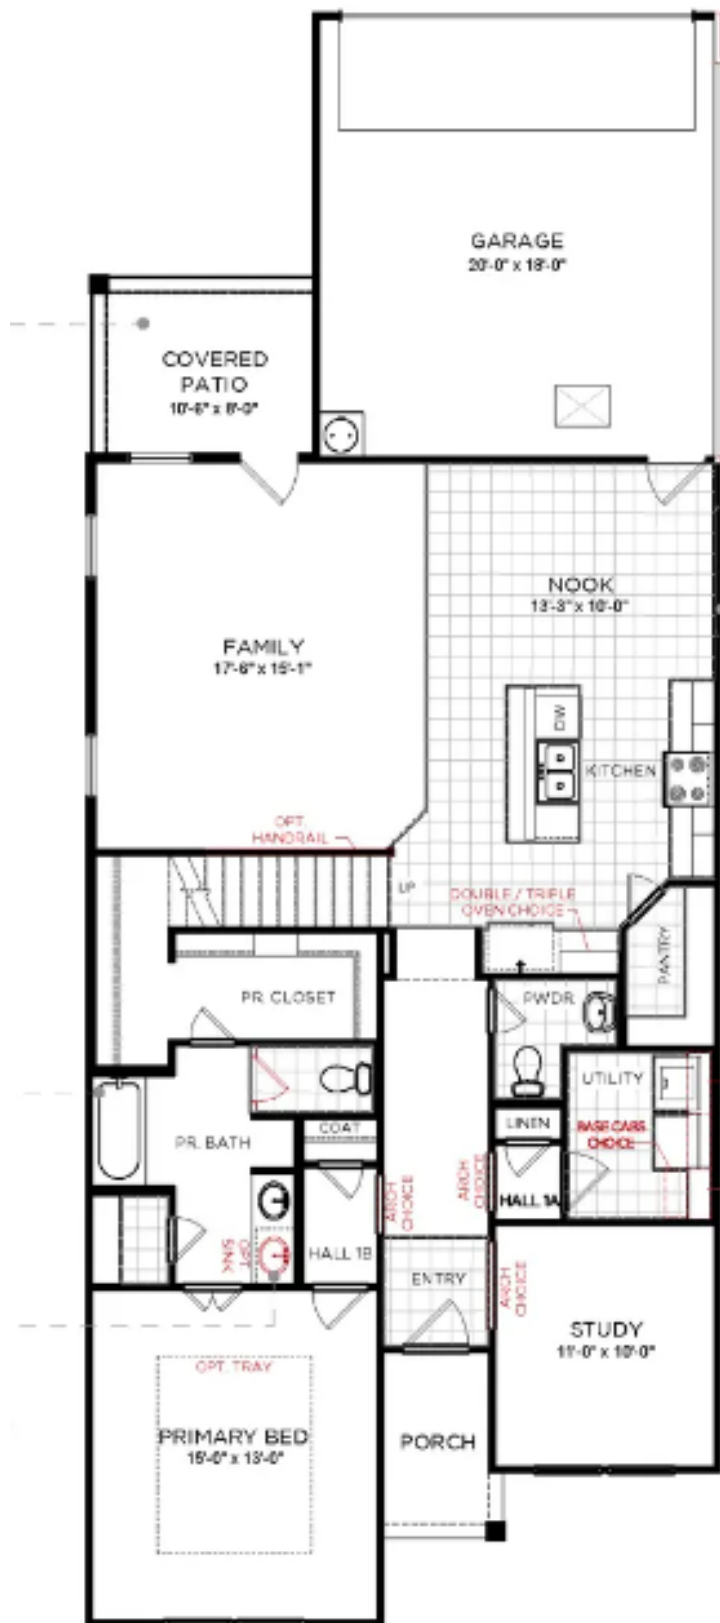 GARAGE
20'-0" x 18'-0"
COVERED
PATIO
10'-6" x 8'-0"
NOOK
13'-3" x 10'-0"
FAMILY
17'-6" x 15'-1"
DW
KITCHEN
OPT.
HANDRAIL
UP
DOUBLE / TRIPLE
OVEN CHOICE
PANTRY
PR. CLOSET
PWDR.
UTILITY
COAT
LINEN
BASE CABS
CHOICE
PR. BATH
ARCH
CHOICE
ARCH
CHOICE
HALL 1A
OPT
SINK
HALL 1B
ENTRY
ARCH
CHOICE
STUDY
11'-0" x 10'-0"
OPT. TRAY
PRIMARY BED
15'-0" x 13'-0"
PORCH